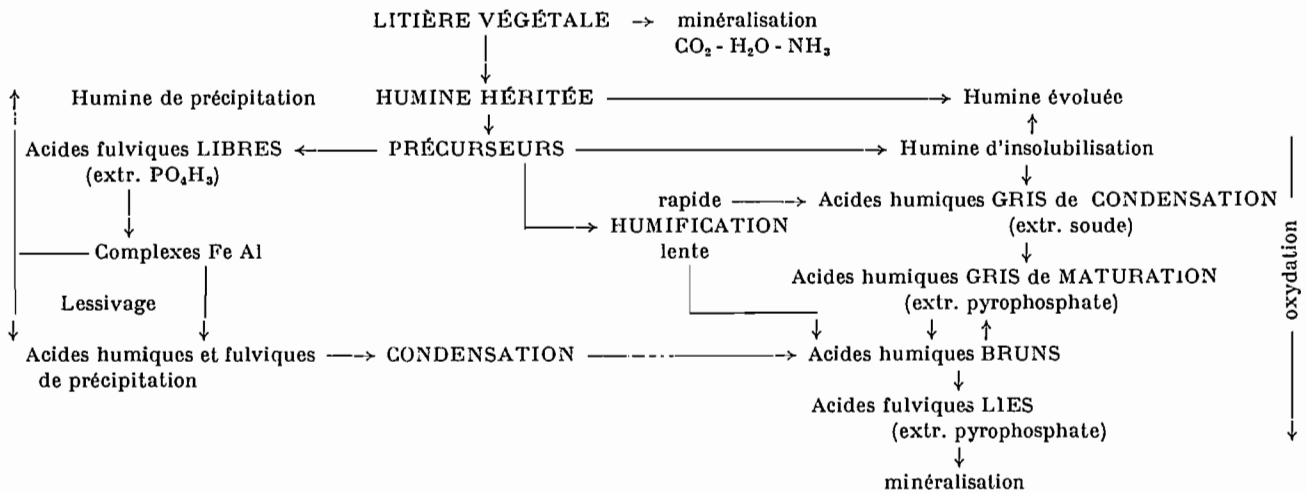 LITIÈRE VÉGÉTALE → minéralisation
CO₂ - H₂O - NH₃
Humine de précipitation HUMINE HÉRITÉE → Humine évoluée
Acides fulviques LIBRES ← PRÉCURSEURS → Humine d'insolubilisation
(extr. PO₄H₃)
rapide → Acides humiques GRIS de CONDENSATION
HUMIFICATION (extr. soude)
Complexes Fe Al lente
Acides humiques GRIS de MATURATION
Lessivage (extr. pyrophosphate)
oxydation
Acides humiques et fulviques → CONDENSATION → Acides humiques BRUNS
de précipitation
Acides fulviques LIES
(extr. pyrophosphate)
minéralisation